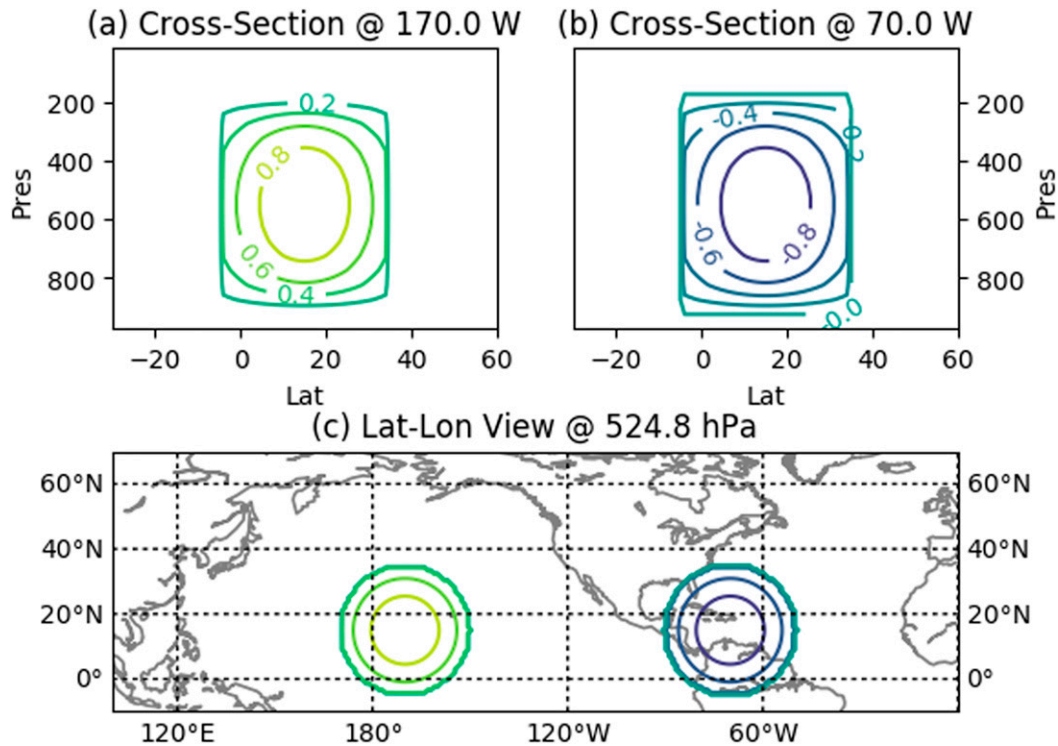 (a) Cross-Section @ 170.0 W
(b) Cross-Section @ 70.0 W
Pres
200
400
600
800
0.2
0.8
0.6
0.4
−20 0 20 40 60
Lat
-0.4
-0.2
-0.6
-0.8
-0.0
200
400
600
800
Pres
−20 0 20 40 60
Lat
(c) Lat-Lon View @ 524.8 hPa
60°N 60°N
40°N 40°N
20°N 20°N
0° 0°
120°E 180° 120°W 60°W